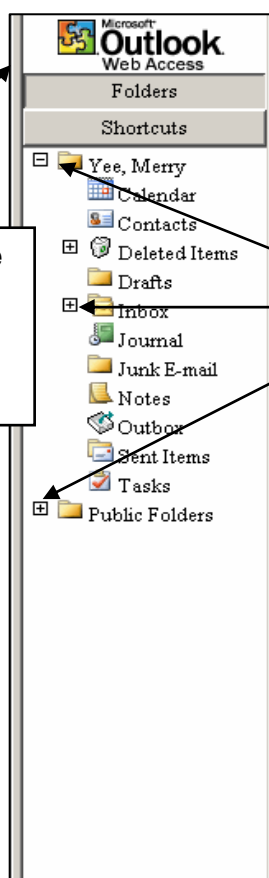 Microsoft
Outlook
Web Access
Folders
Shortcuts
Yee, Merry
Calendar
Contacts
Deleted Items
Drafts
Inbox
Journal
Junk E-mail
Notes
Outbox
Sent Items
Tasks
Public Folders